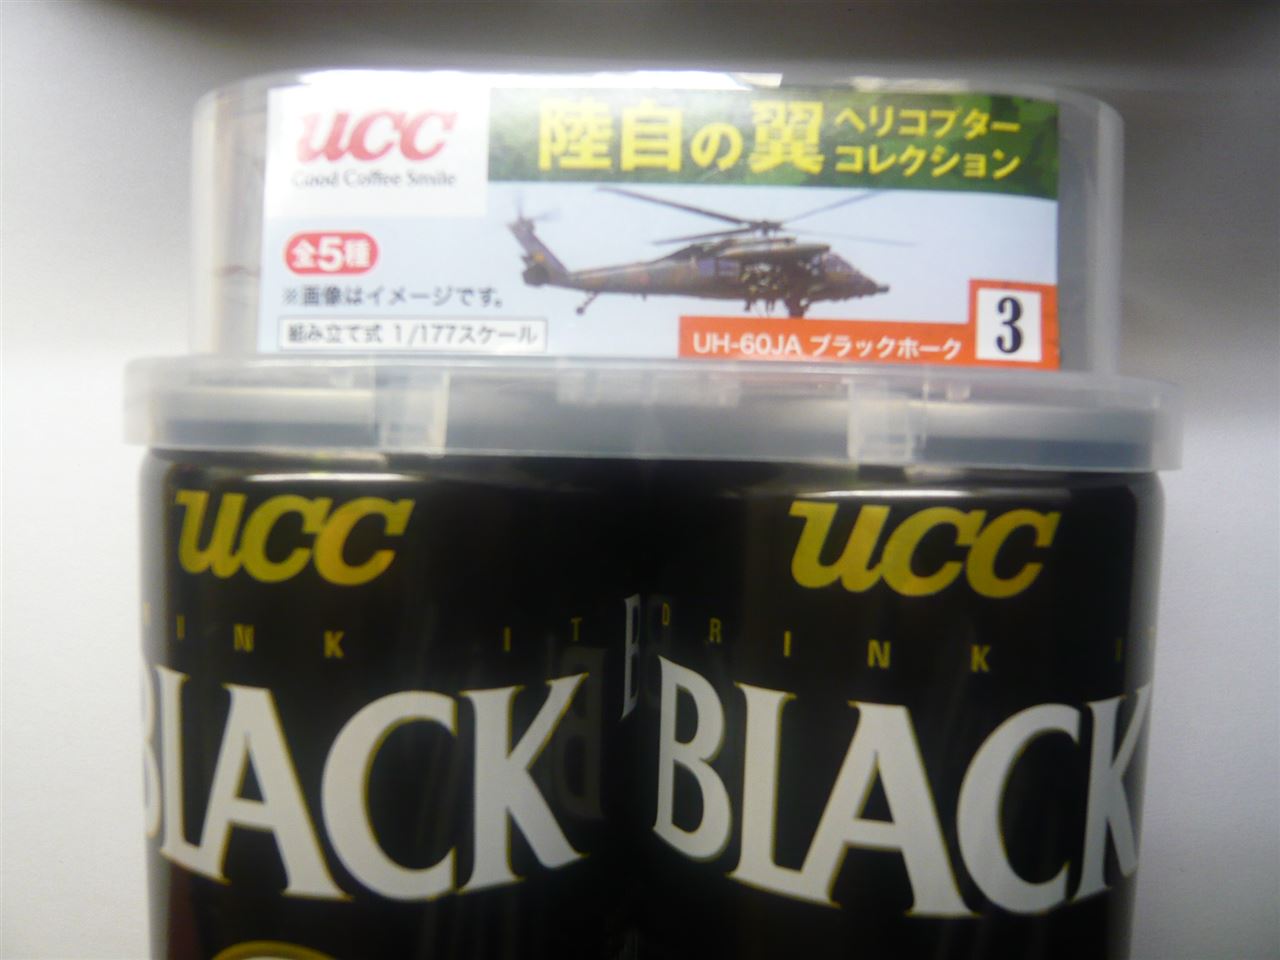 ucc
Good Coffee Smile
陸自の翼 ヘリコプター
コレクション
全5種
※画像はイメージです。
組み立て式 1/177スケール
UH-60JA ブラックホーク
3
ucc
INK IT
BLACK
B
ucc
DRINK I
BLACK